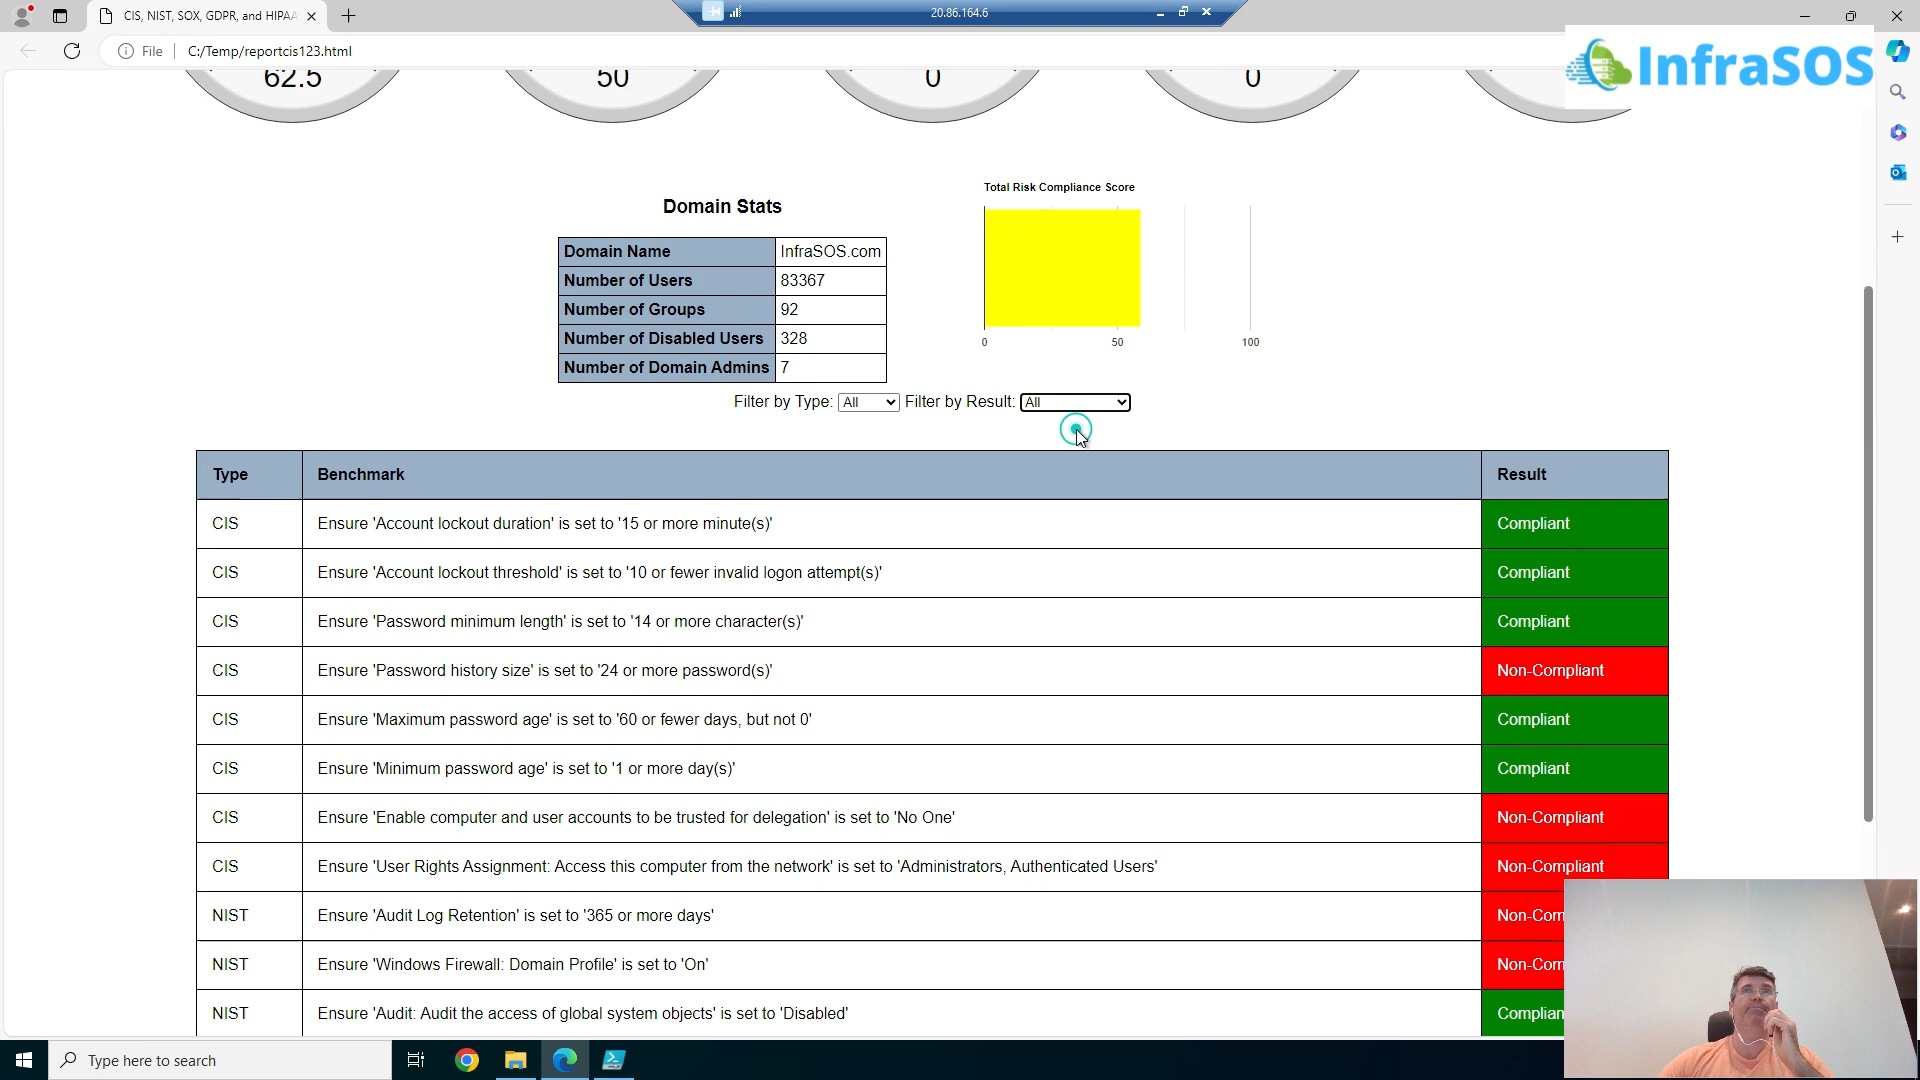 CIS, NIST, SOX, GDPR, and HIPAA
20.86.164.6
File
C:/Temp/reportcis123.html
InfraSOS
62.5
50
0
0
Domain Stats
Domain Name InfraSOS.com
Number of Users 83367
Number of Groups 92
Number of Disabled Users 328
Number of Domain Admins 7
Total Risk Compliance Score
0 50 100
Filter by Type: All Filter by Result: All
Type Benchmark Result
CIS Ensure 'Account lockout duration' is set to '15 or more minute(s)' Compliant
CIS Ensure 'Account lockout threshold' is set to '10 or fewer invalid logon attempt(s)' Compliant
CIS Ensure 'Password minimum length' is set to '14 or more character(s)' Compliant
CIS Ensure 'Password history size' is set to '24 or more password(s)' Non-Compliant
CIS Ensure 'Maximum password age' is set to '60 or fewer days, but not 0' Compliant
CIS Ensure 'Minimum password age' is set to '1 or more day(s)' Compliant
CIS Ensure 'Enable computer and user accounts to be trusted for delegation' is set to 'No One' Non-Compliant
CIS Ensure 'User Rights Assignment: Access this computer from the network' is set to 'Administrators, Authenticated Users' Non-Compliant
NIST Ensure 'Audit Log Retention' is set to '365 or more days' Non-Com
NIST Ensure 'Windows Firewall: Domain Profile' is set to 'On' Non-Com
NIST Ensure 'Audit: Audit the access of global system objects' is set to 'Disabled' Complian
Type here to search